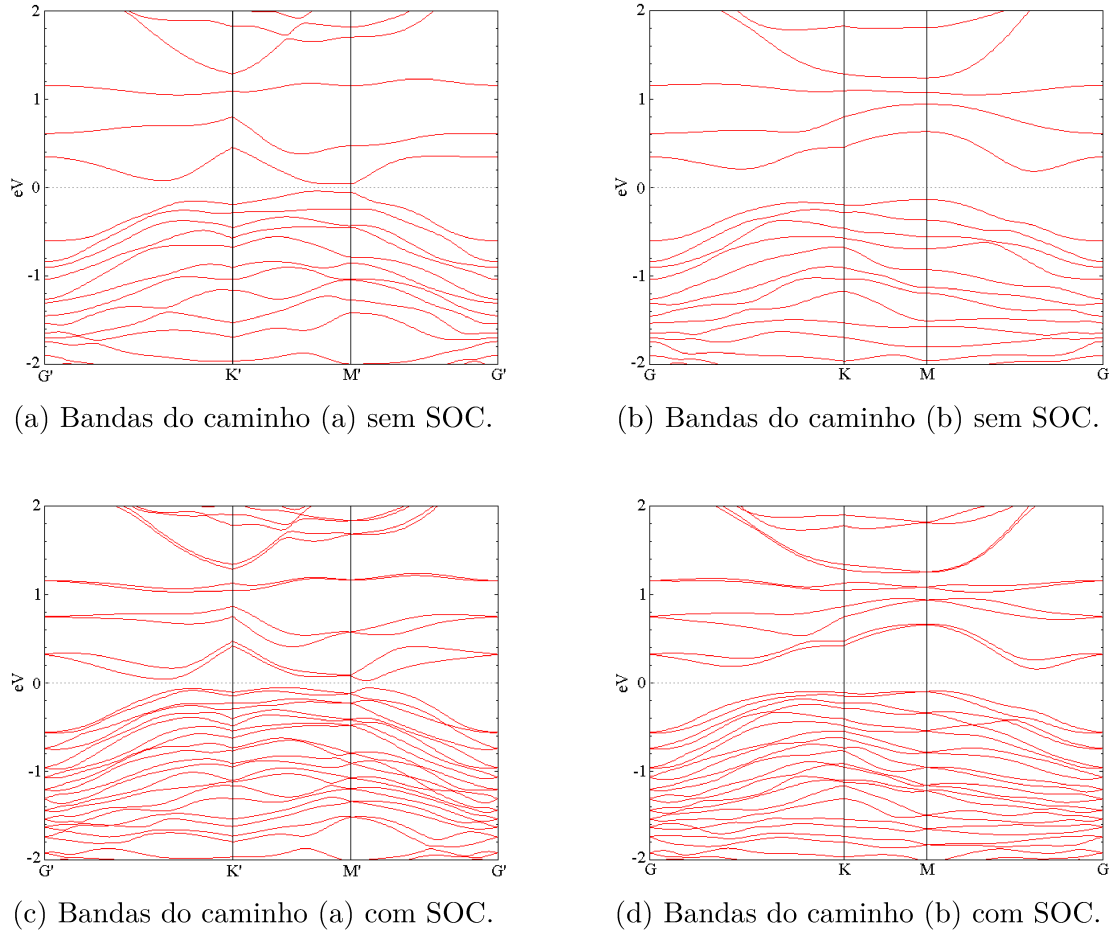 2
1
0
-1
-2
eV
G' K' M' G'
2
1
0
-1
-2
eV
G K M G
(a) Bandas do caminho (a) sem SOC.
(b) Bandas do caminho (b) sem SOC.
2
1
0
-1
-2
eV
G' K' M' G'
2
1
0
-1
-2
eV
G K M G
(c) Bandas do caminho (a) com SOC.
(d) Bandas do caminho (b) com SOC.